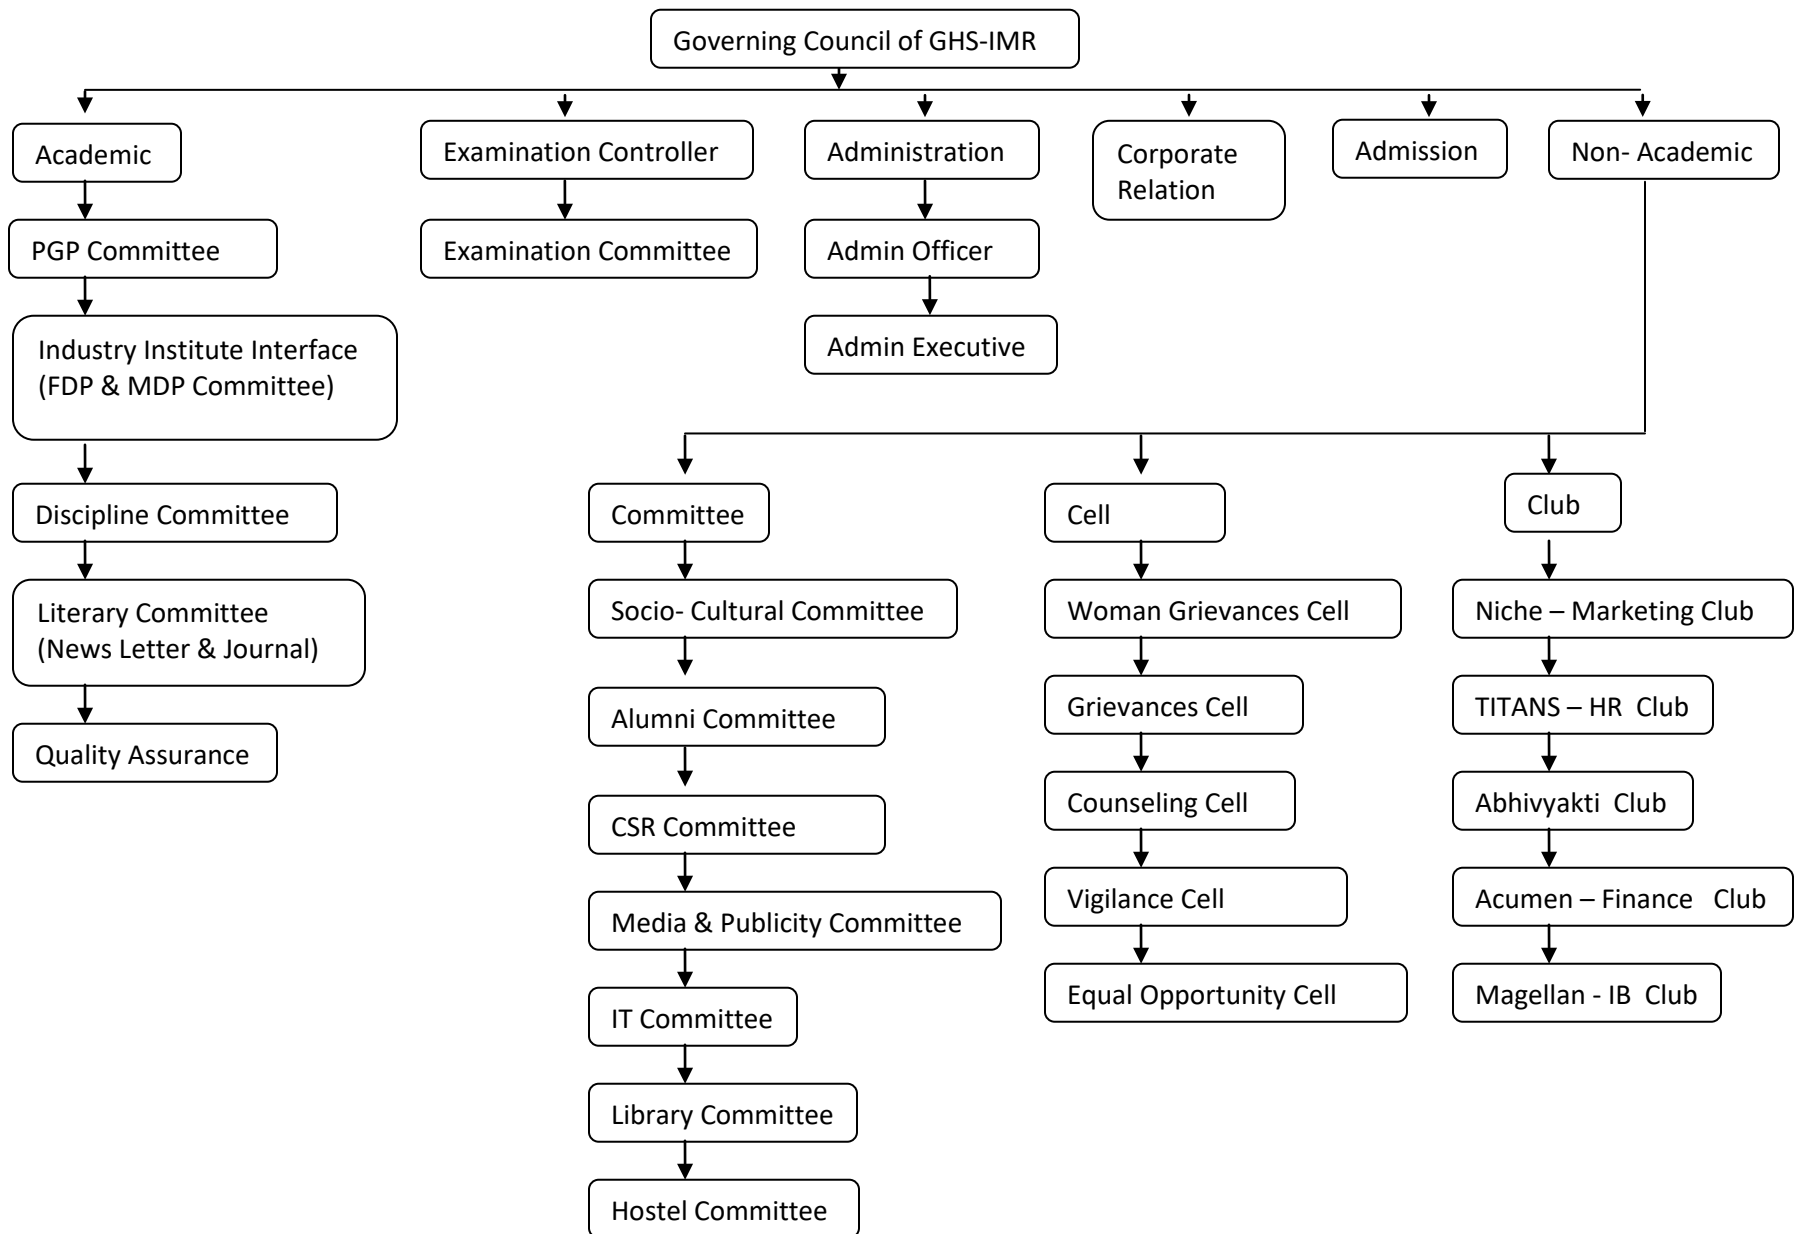 Governing Council of GHS-IMR
Academic
Examination Controller
Administration
Corporate
Relation
Admission
Non- Academic
PGP Committee
Examination Committee
Admin Officer
Industry Institute Interface
(FDP & MDP Committee)
Admin Executive
Discipline Committee
Literary Committee
(News Letter & Journal)
Quality Assurance
Committee
Socio- Cultural Committee
Alumni Committee
CSR Committee
Media & Publicity Committee
IT Committee
Library Committee
Hostel Committee
Cell
Woman Grievances Cell
Grievances Cell
Counseling Cell
Vigilance Cell
Equal Opportunity Cell
Club
Niche – Marketing Club
TITANS – HR  Club
Abhivyakti  Club
Acumen – Finance   Club
Magellan - IB  Club